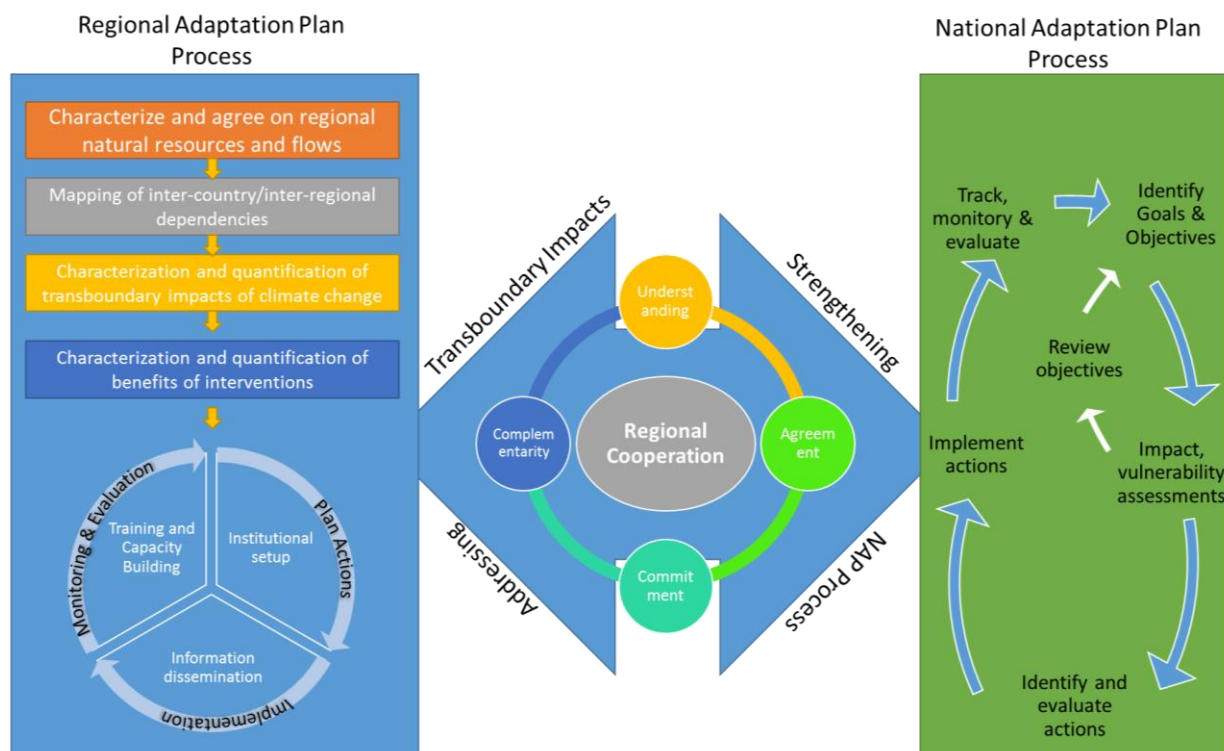 Regional Adaptation Plan
Process
Characterize and agree on regional
natural resources and flows
Mapping of inter-country/inter-regional
dependencies
Characterization and quantification of
transboundary impacts of climate change
Characterization and quantification of
benefits of interventions
Monitoring & Evaluation
Training and
Capacity
Building
Institutional
setup
Plan Actions
Information
dissemination
Implementation
Transboundary Impacts
Strengthening
Underst
anding
Complem
entarity
Regional
Cooperation
Agreem
ent
Commit
ment
Addressing
NAP Process
National Adaptation Plan
Process
Track,
monitory &
evaluate
Identify
Goals &
Objectives
Review
objectives
Implement
actions
Impact,
vulnerability
assessments
Identify and
evaluate
actions